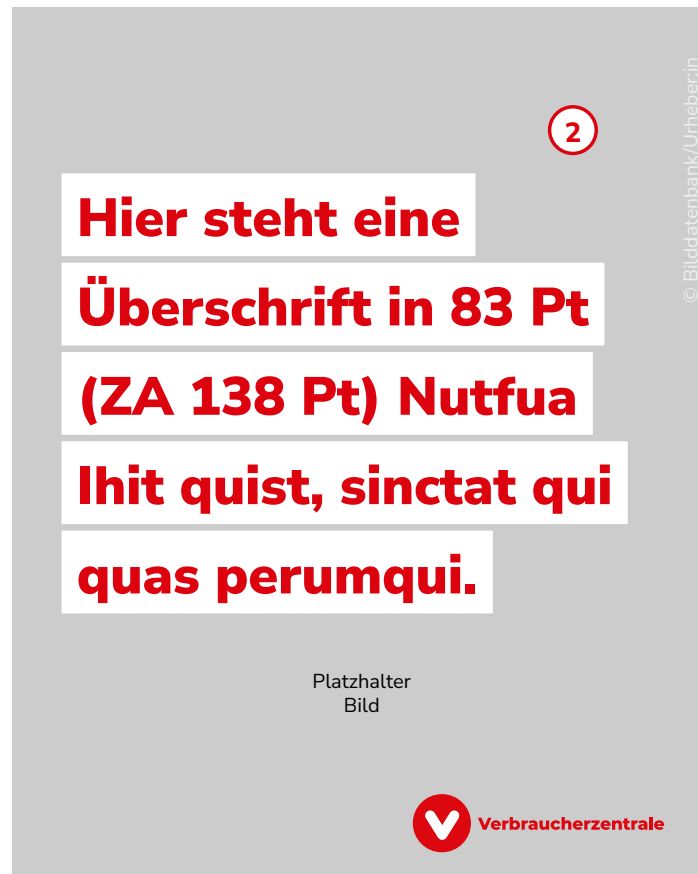 © Bilddatenbank/Urheber:in
2
Hier steht eine
Überschrift in 83 Pt
(ZA 138 Pt) Nutfua
Ihit quist, sinctat qui
quas perumqui.
Platzhalter
Bild
Verbraucherzentrale